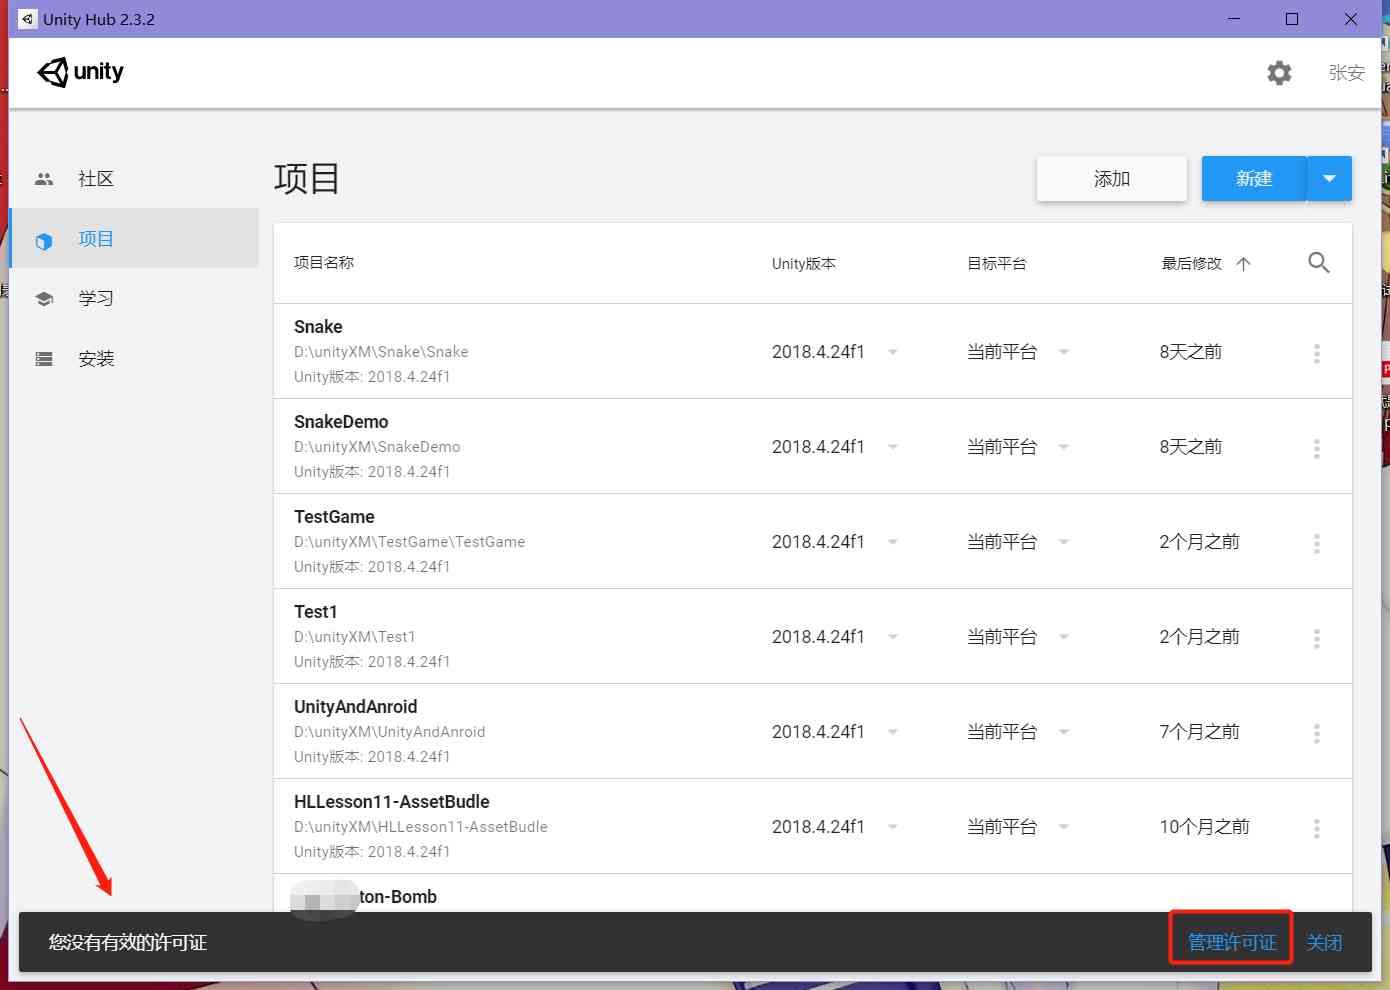 Unity Hub 2.3.2
unity
张安
社区
项目
学习
安装
项目
添加
新建
项目名称
Unity版本
目标平台
最后修改
Snake
D:\unityXM\Snake\Snake
Unity版本: 2018.4.24f1
2018.4.24f1
当前平台
8天之前
SnakeDemo
D:\unityXM\SnakeDemo
Unity版本: 2018.4.24f1
2018.4.24f1
当前平台
8天之前
TestGame
D:\unityXM\TestGame\TestGame
Unity版本: 2018.4.24f1
2018.4.24f1
当前平台
2个月之前
Test1
D:\unityXM\Test1
Unity版本: 2018.4.24f1
2018.4.24f1
当前平台
2个月之前
UnityAndAnroid
D:\unityXM\UnityAndAnroid
Unity版本: 2018.4.24f1
2018.4.24f1
当前平台
7个月之前
HLLesson11-AssetBudle
D:\unityXM\HLLesson11-AssetBudle
Unity版本: 2018.4.24f1
2018.4.24f1
当前平台
10个月之前
ton-Bomb
您没有有效的许可证
管理许可证
关闭